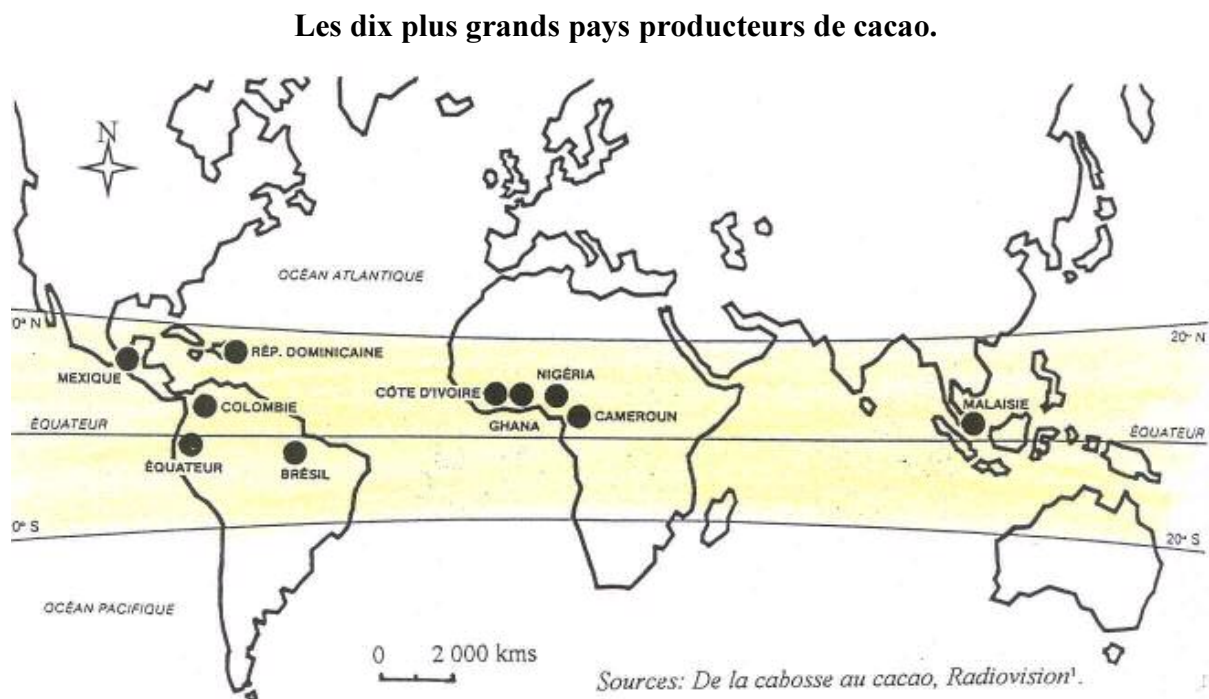 Les dix plus grands pays producteurs de cacao.
N
OCÉAN ATLANTIQUE
0° N
20° N
RÉP. DOMINICAINE
MEXIQUE
NIGÉRIA
CÔTE D'IVOIRE
COLOMBIE
CAMEROUN
MALAISIE
GHANA
ÉQUATEUR
ÉQUATEUR
ÉQUATEUR
BRÉSIL
0° S
20° S
OCÉAN PACIFIQUE
0 2 000 kms
Sources: De la cabosse au cacao, Radiovision¹.